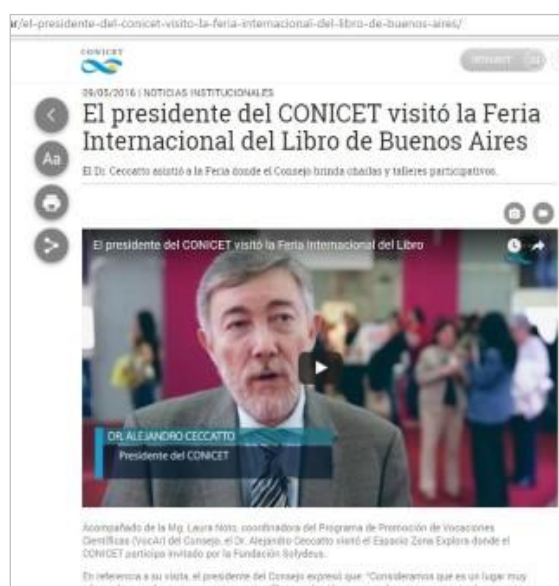 /el-presidente-del-conicet-visito-la-feria-internacional-del-libro-de-buenos-aires/
CONICET
09/05/2016 | NOTICIAS INSTITUCIONALES
El presidente del CONICET visitó la Feria
Internacional del Libro de Buenos Aires
Aa
El Dr. Ceccatto asistió a la Feria donde el Consejo brinda charlas y talleres participativos.
El presidente del CONICET visitó la Feria Internacional del Libro
DR. ALEJANDRO CECCATTO
Presidente del CONICET
Acompañado de la Mg. Laura Noto, coordinadora del Programa de Promoción de Vocaciones
Científicas (VocAr) del Consejo, el Dr. Alejandro Ceccatto visitó el Espacio Zona Explora donde el
CONICET participa invitado por la Fundación Solydeus.
En referencia a su visita, el presidente del Consejo expresó que: "Consideramos que es un lugar muy